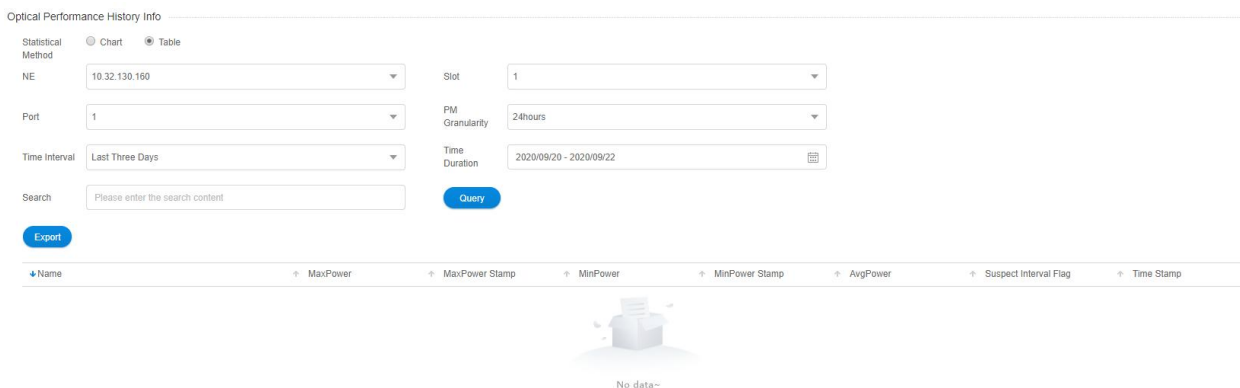 Optical Performance History Info
Statistical Method
Chart
Table
NE
10.32.130.160
Slot
1
Port
1
PM Granularity
24hours
Time Interval
Last Three Days
Time Duration
2020/09/20 - 2020/09/22
Search
Please enter the search content
Query
Export
Name MaxPower MaxPower Stamp MinPower MinPower Stamp AvgPower Suspect Interval Flag Time Stamp
No data~